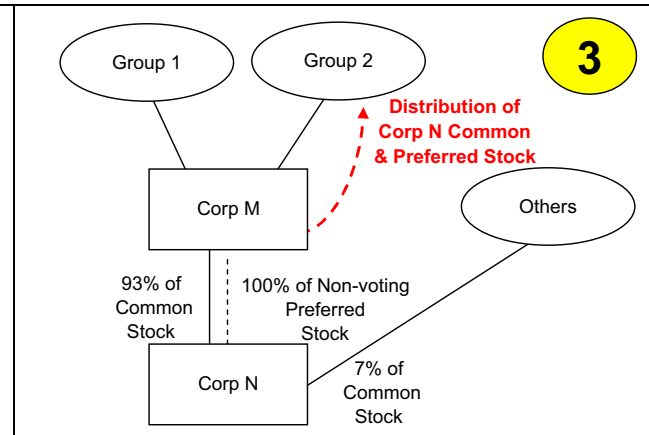 Group 1
Group 2
3
Distribution of
Corp N Common
& Preferred Stock
Corp M
Others
93% of
Common
Stock
100% of Non-voting
Preferred
Stock
Corp N
7% of
Common
Stock